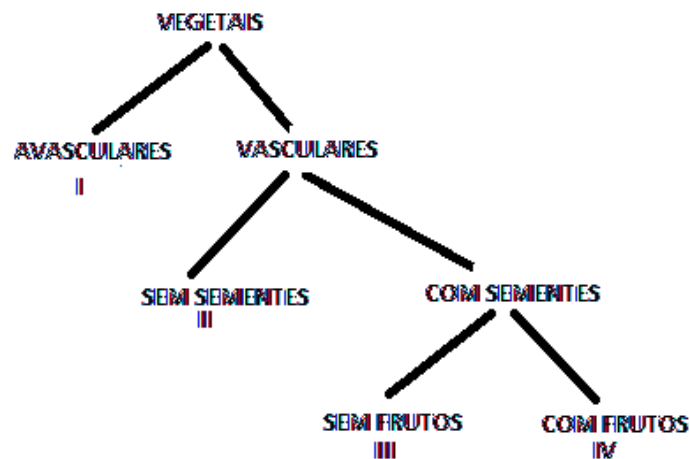 VEGETAIS
AVASCULARES
I
VASCULARES
SEM SEMENTES
II
COM SEMENTES
SEM FRUTOS
III
COM FRUTOS
IV